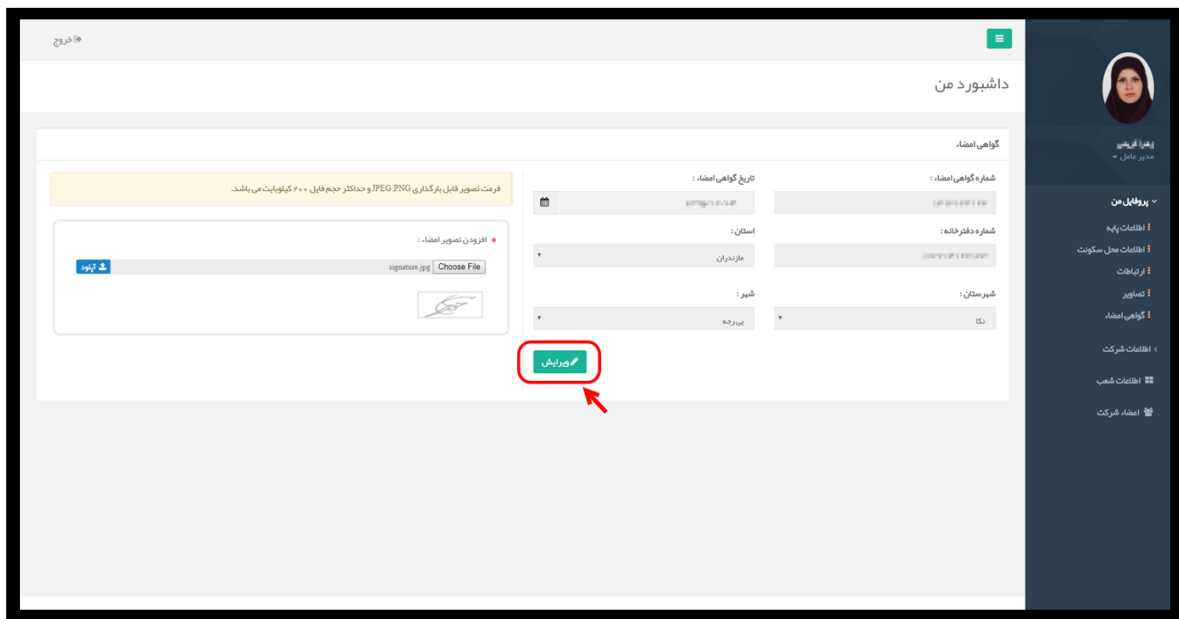 خروج
داشبورد من
مدیر عامل
پروفایل من
اطلاعات پایه
اطلاعات محل سکونت
ارتباطات
تصاویر
گواهی امضاء
اطلاعات شرکت
اطلاعات شعب
اعضاء شرکت
گواهی امضاء
شماره گواهی امضاء :
تاریخ گواهی امضاء :
شماره دفترخانه :
استان :
مازندران
شهرستان :
شهر :
نکا
پی رجه
ویرایش
فرمت تصویر قابل بارگذاری JPEG ,PNG و حداکثر حجم فایل ۲۰۰ کیلوبایت می باشد.
* افزودن تصویر امضاء :
Choose File signature.jpg
آپلود